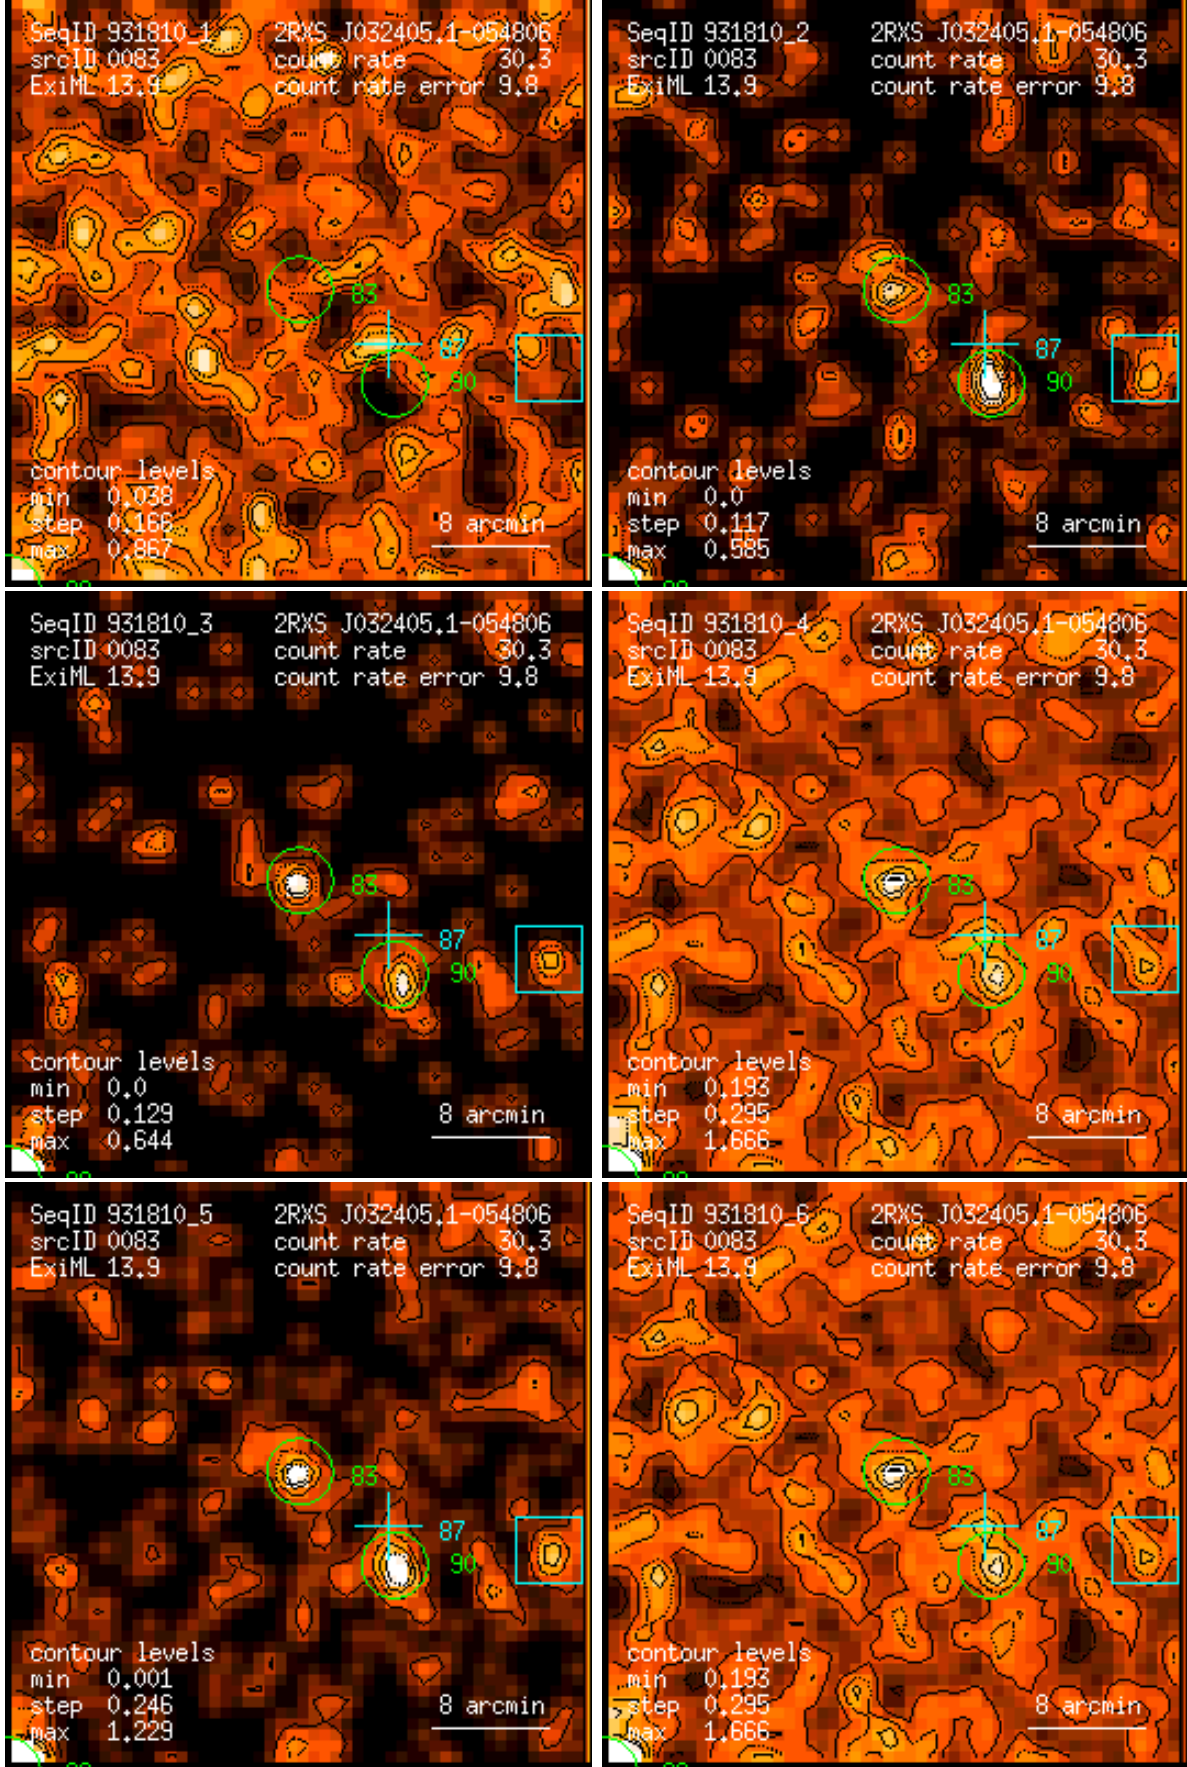 SeqID 931810_1 2RXS J032405.1-054806
srcID 0083 count rate 30.3
ExiML 13.9 count rate error 9.8
83
87
90
contour levels
min 0.038
step 0.166
max 0.867
8 arcmin
SeqID 931810_2 2RXS J032405.1-054806
srcID 0083 count rate 30.3
ExiML 13.9 count rate error 9.8
83
87
90
contour levels
min 0.0
step 0.117
max 0.585
8 arcmin
SeqID 931810_3 2RXS J032405.1-054806
srcID 0083 count rate 30.3
ExiML 13.9 count rate error 9.8
83
87
90
contour levels
min 0.0
step 0.129
max 0.644
8 arcmin
SeqID 931810_4 2RXS J032405.1-054806
srcID 0083 count rate 30.3
ExiML 13.9 count rate error 9.8
83
87
90
contour levels
min 0.193
step 0.295
max 1.666
8 arcmin
SeqID 931810_5 2RXS J032405.1-054806
srcID 0083 count rate 30.3
ExiML 13.9 count rate error 9.8
83
87
90
contour levels
min 0.001
step 0.246
max 1.229
8 arcmin
SeqID 931810_6 2RXS J032405.1-054806
srcID 0083 count rate 30.3
ExiML 13.9 count rate error 9.8
83
87
90
contour levels
min 0.193
step 0.295
max 1.666
8 arcmin